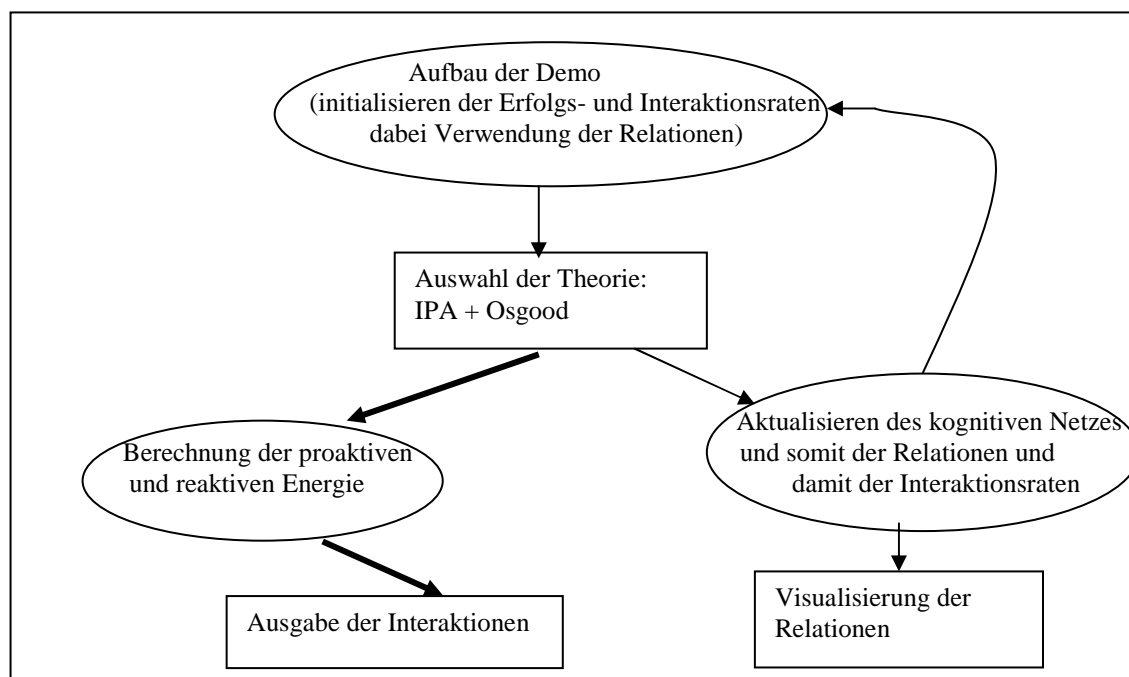 Aufbau der Demo
(initialisieren der Erfolgs- und Interaktionsraten
dabei Verwendung der Relationen)
Auswahl der Theorie:
IPA + Osgood
Berechnung der proaktiven
und reaktiven Energie
Aktualisieren des kognitiven Netzes
und somit der Relationen und
damit der Interaktionsraten
Ausgabe der Interaktionen
Visualisierung der
Relationen